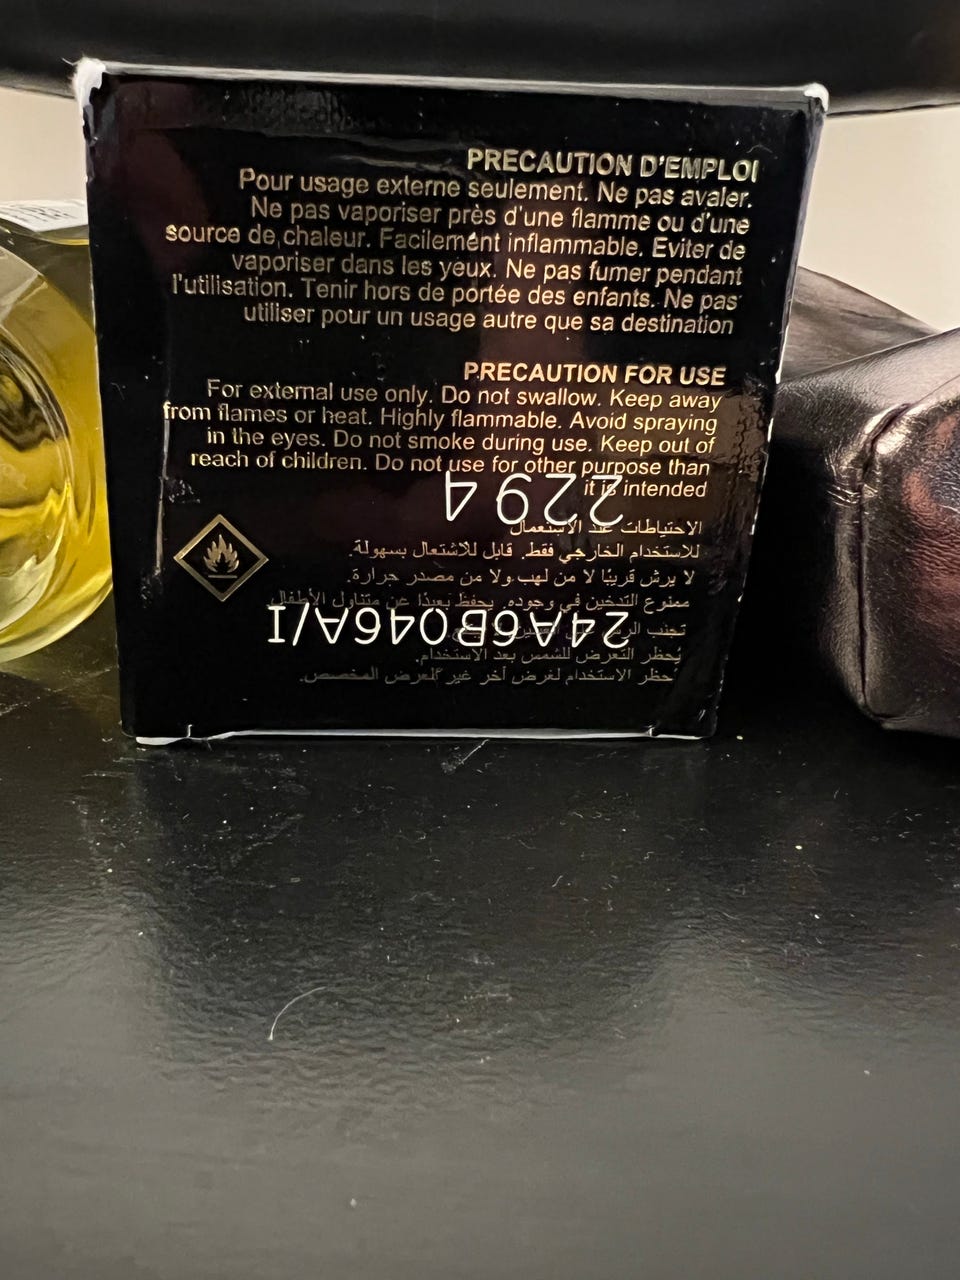 PRECAUTION D'EMPLOI
Pour usage externe seulement. Ne pas avaler.
Ne pas vaporiser près d'une flamme ou d'une
source de chaleur. Facilement inflammable. Eviter de
vaporiser dans les yeux. Ne pas fumer pendant
l'utilisation. Tenir hors de portée des enfants. Ne pas
utiliser pour un usage autre que sa destination
PRECAUTION FOR USE
For external use only. Do not swallow. Keep away
from flames or heat. Highly flammable. Avoid spraying
in the eyes. Do not smoke during use. Keep out of
reach of children. Do not use for other purpose than
it is intended
2294
الاحتياطات عند الاستعمال
للاستخدام الخارجي فقط. قابل للاشتعال بسهولة.
لا يرش قريبًا لا من لهب ولا من مصدر حرارة.
ممنوع التدخين في وجوده. يحفظ بعيدًا عن متناول الأطفال
24A6B046A/I
تجنب الرش على العينين
يُحظر التعرض للشمس بعد الاستخدام.
يُحظر الاستخدام لغرض آخر غير الغرض المخصص.